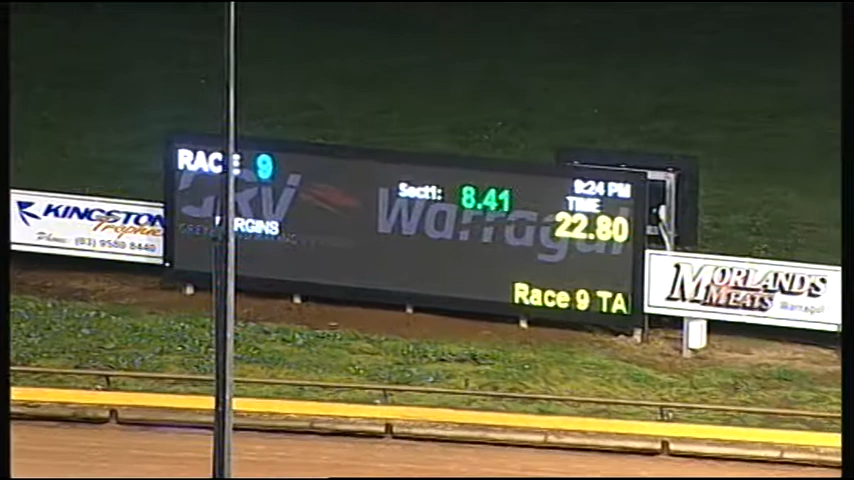 RACE 9
Sect1: 8.41
9:24 PM
TIME
22.80
GRV
Warragul
MARGINS
Race 9 TA
KINGSTON
Trophies
Phone: (03) 9580 8440
MORLAND'S
MEATS
Warragul